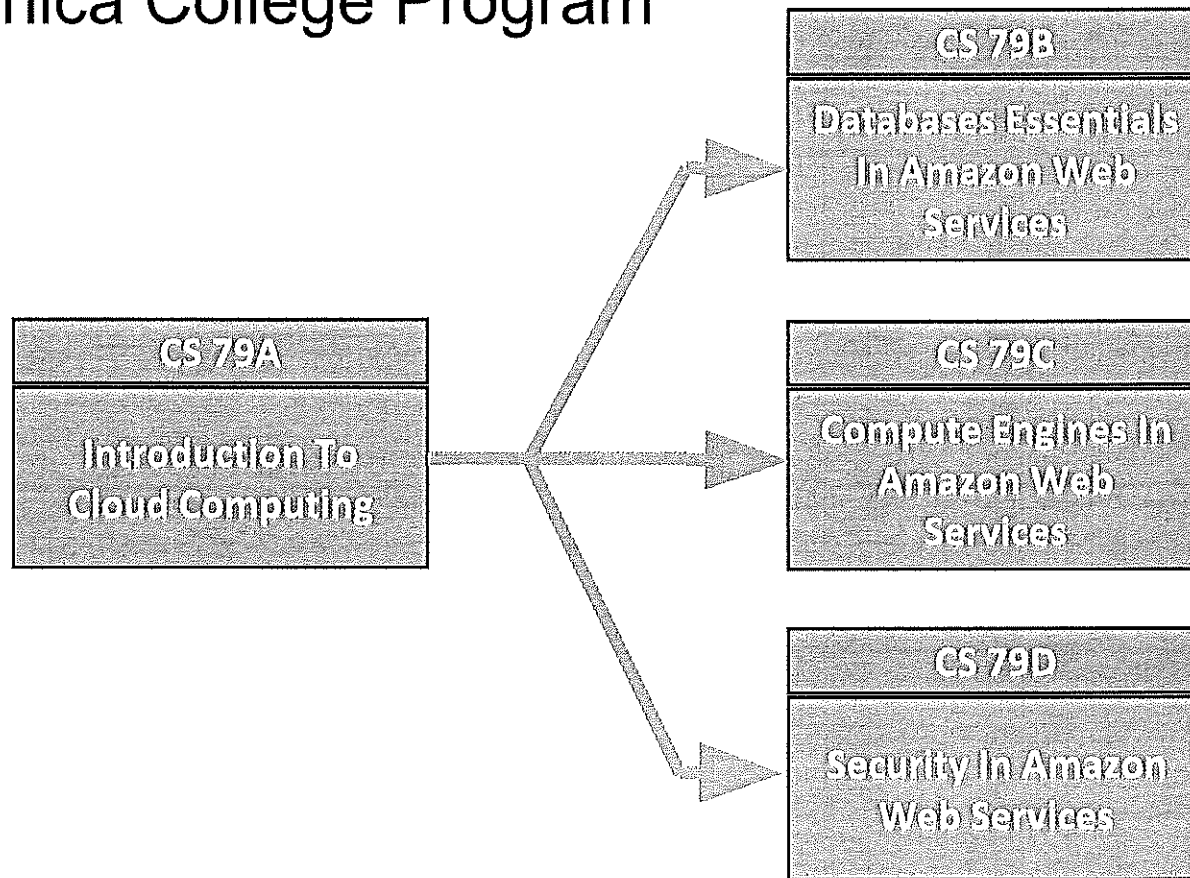 College Program
CS 79B
Databases Essentials
In Amazon Web
Services
CS 79A
Introduction To
Cloud Computing
CS 79C
Compute Engines In
Amazon Web
Services
CS 79D
Security In Amazon
Web Services